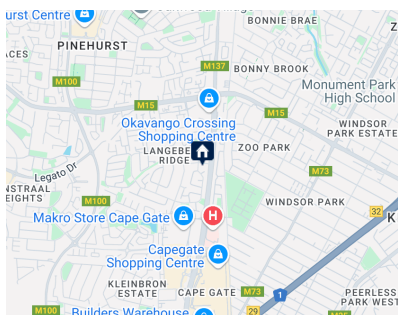 urst Centre
BONNIE BRAE
PINEHURST
ACES
M137
M100
BONNY BROOK
Monument Park
High School
M15
M15
Okavango Crossing
Shopping Centre
WINDSOR
PARK ESTATE
LANGEBE
RIDGE
ZOO PARK
Legato Dr
M73
NSTRAAL
EIGHTS
M100
WINDSOR PARK
Makro Store Cape Gate
H
32
K
Capegate
Shopping Centre
KLEINBRON
ESTATE
CAPE GATE
M73
1
PEERLESS
PARK WEST
M100
Builders Warehouse
29